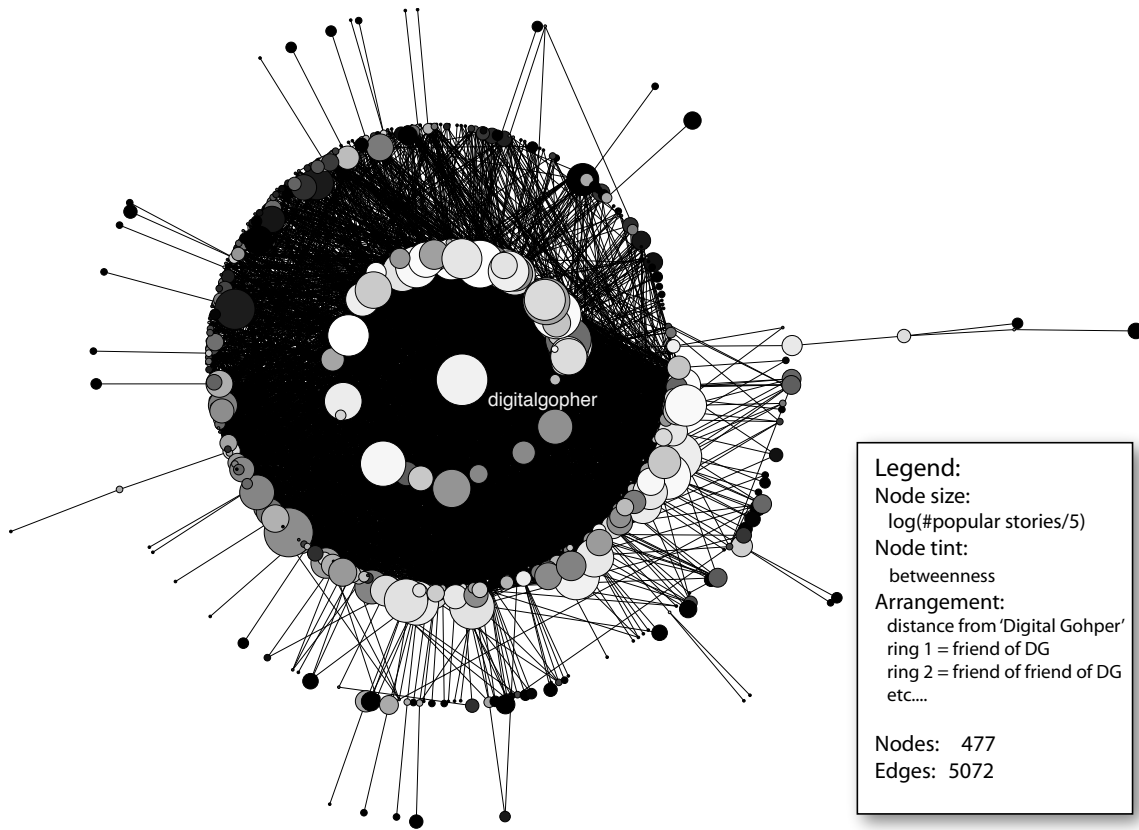 digitalgopher
Legend:
Node size:
log(#popular stories/5)
Node tint:
betweenness
Arrangement:
distance from 'Digital Gohper'
ring 1 = friend of DG
ring 2 = friend of friend of DG
etc....
Nodes: 477
Edges: 5072